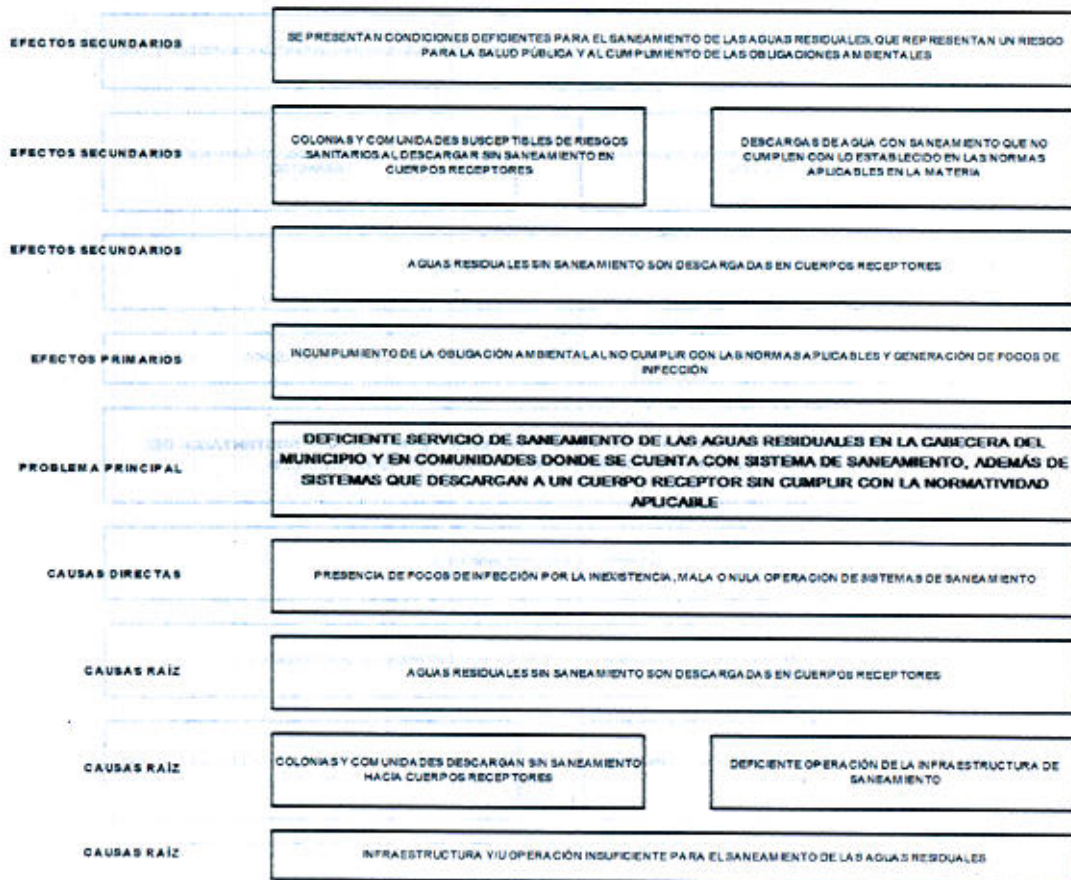 EFECTOS SECUNDARIOS
SE PRESENTAN CONDICIONES DEFICIENTES PARA EL SANEAMIENTO DE LAS AGUAS RESIDUALES, QUE REPRESENTAN UN RIESGO
PARA LA SALUD PÚBLICA Y AL CUMPLIMIENTO DE LAS OBLIGACIONES AMBIENTALES
EFECTOS SECUNDARIOS
COLONIAS Y COMUNIDADES SUSCEPTIBLES DE RIESGOS
SANITARIOS AL DESCARGAR SIN SANEAMIENTO EN
CUERPOS RECEPTORES
DESCARGAS DE AGUA CON SANEAMIENTO QUE NO
CUMPLEN CON LO ESTABLECIDO EN LAS NORMAS
APLICABLES EN LA MATERIA
EFECTOS SECUNDARIOS
AGUAS RESIDUALES SIN SANEAMIENTO SON DESCARGADAS EN CUERPOS RECEPTORES
EFECTOS PRIMARIOS
INCUMPLIMIENTO DE LA OBLIGACIÓN AMBIENTAL AL NO CUMPLIR CON LAS NORMAS APLICABLES Y GENERACIÓN DE FOCOS DE
INFECCIÓN
PROBLEMA PRINCIPAL
DEFICIENTE SERVICIO DE SANEAMIENTO DE LAS AGUAS RESIDUALES EN LA CABECERA DEL
MUNICIPIO Y EN COMUNIDADES DONDE SE CUENTA CON SISTEMA DE SANEAMIENTO, ADEMÁS DE
SISTEMAS QUE DESCARGAN A UN CUERPO RECEPTOR SIN CUMPLIR CON LA NORMATIVIDAD
APLICABLE
CAUSAS DIRECTAS
PRESENCIA DE FOCOS DE INFECCIÓN POR LA INEXISTENCIA, MALA O NULA OPERACIÓN DE SISTEMAS DE SANEAMIENTO
CAUSAS RAÍZ
AGUAS RESIDUALES SIN SANEAMIENTO SON DESCARGADAS EN CUERPOS RECEPTORES
CAUSAS RAÍZ
COLONIAS Y COMUNIDADES DESCARGAN SIN SANEAMIENTO
HACIA CUERPOS RECEPTORES
DEFICIENTE OPERACIÓN DE LA INFRAESTRUCTURA DE
SANEAMIENTO
CAUSAS RAÍZ
INFRAESTRUCTURA Y/U OPERACIÓN INSUFICIENTE PARA EL SANEAMIENTO DE LAS AGUAS RESIDUALES